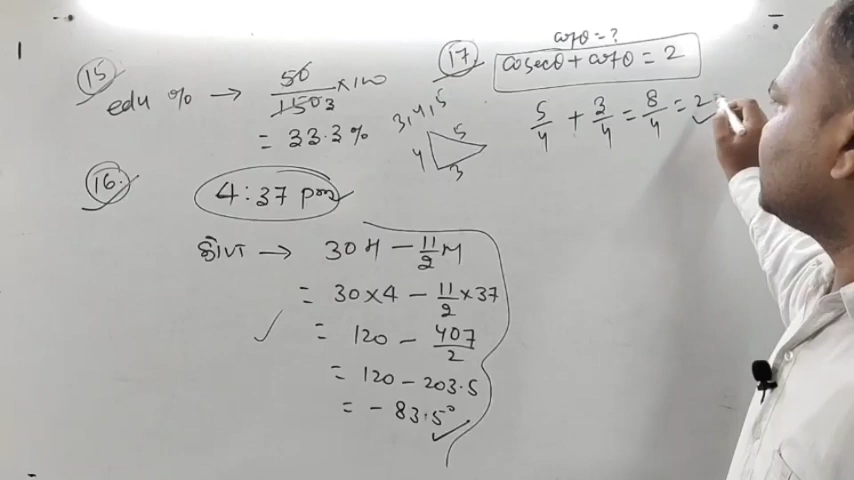 15
edu % → 50/1503 × 100
= 33.3%
16.
4:37 pm
કોણ → 30H − 11/2 M
= 30×4 − 11/2 × 37
= 120 − 407/2
= 120 − 203.5
= − 83.5°
17
cotθ = ?
cosecθ + cotθ = 2
3,4,5
5
4
3
5/4 + 3/4 = 8/4 = 2